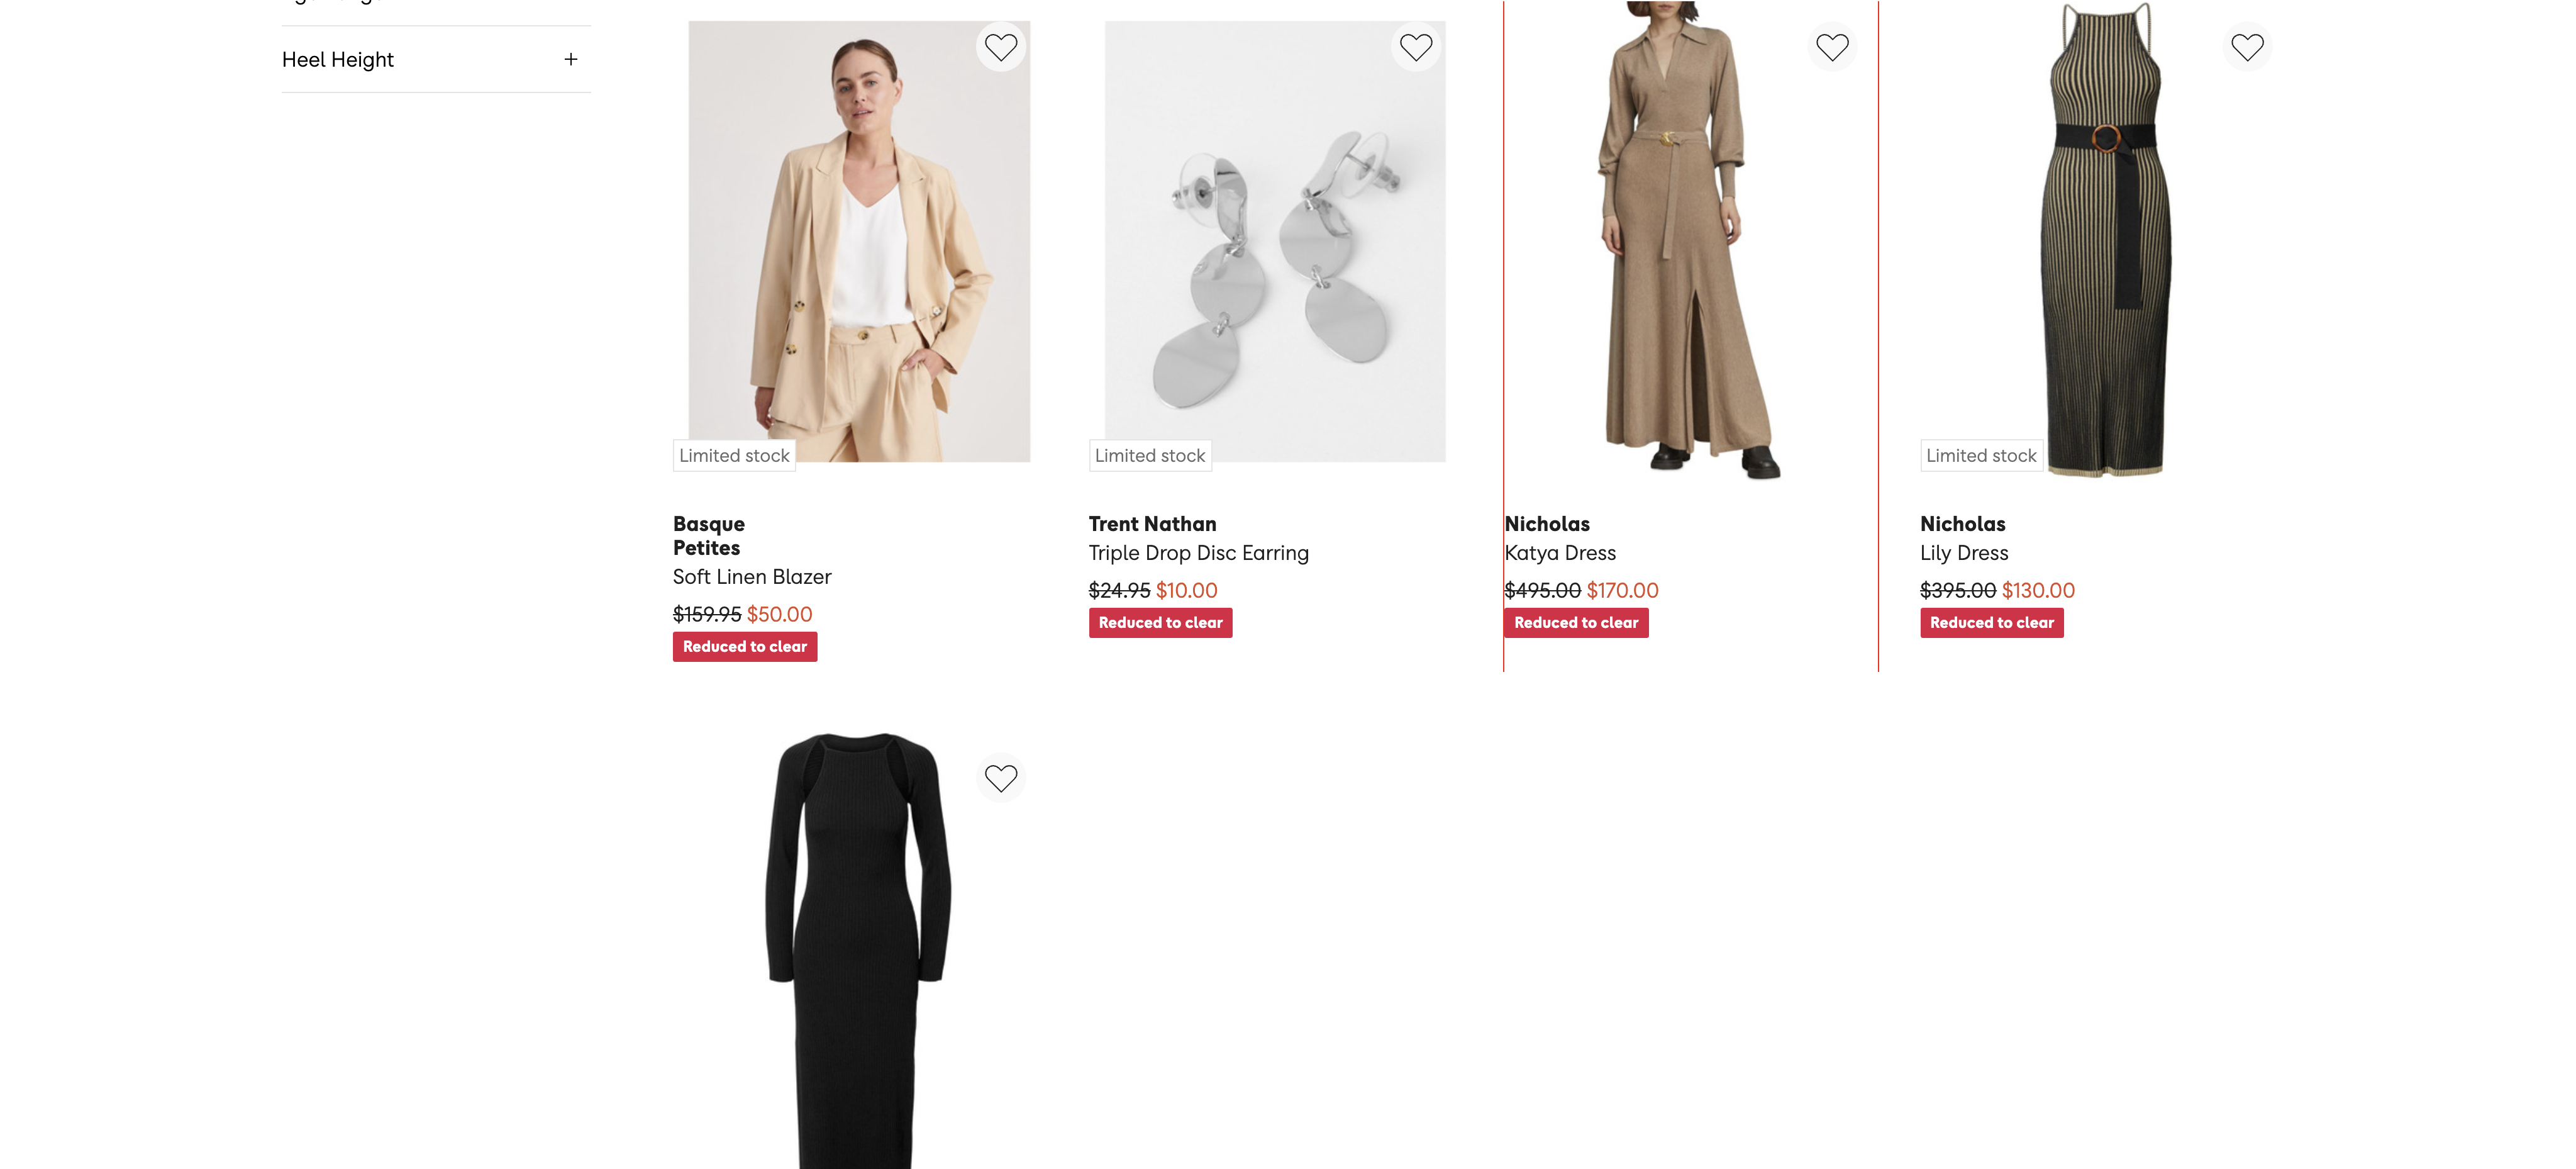 Heel Height
Limited stock
Basque
Petites
Soft Linen Blazer
$159.95 $50.00
Reduced to clear
Limited stock
Trent Nathan
Triple Drop Disc Earring
$24.95 $10.00
Reduced to clear
Nicholas
Katya Dress
$495.00 $170.00
Reduced to clear
Limited stock
Nicholas
Lily Dress
$395.00 $130.00
Reduced to clear